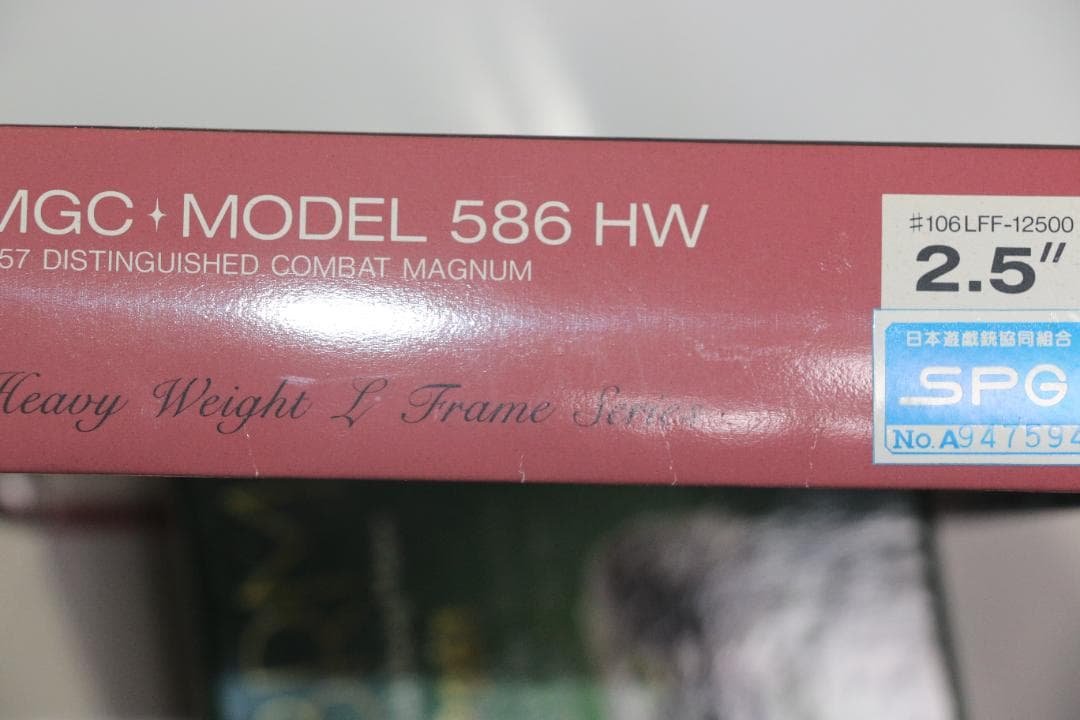 MGC✦MODEL 586 HW
57 DISTINGUISHED COMBAT MAGNUM
Heavy Weight L Frame Series
#106LFF-12500
2.5″
日本遊戯銃協同組合
SPG
No. A947594